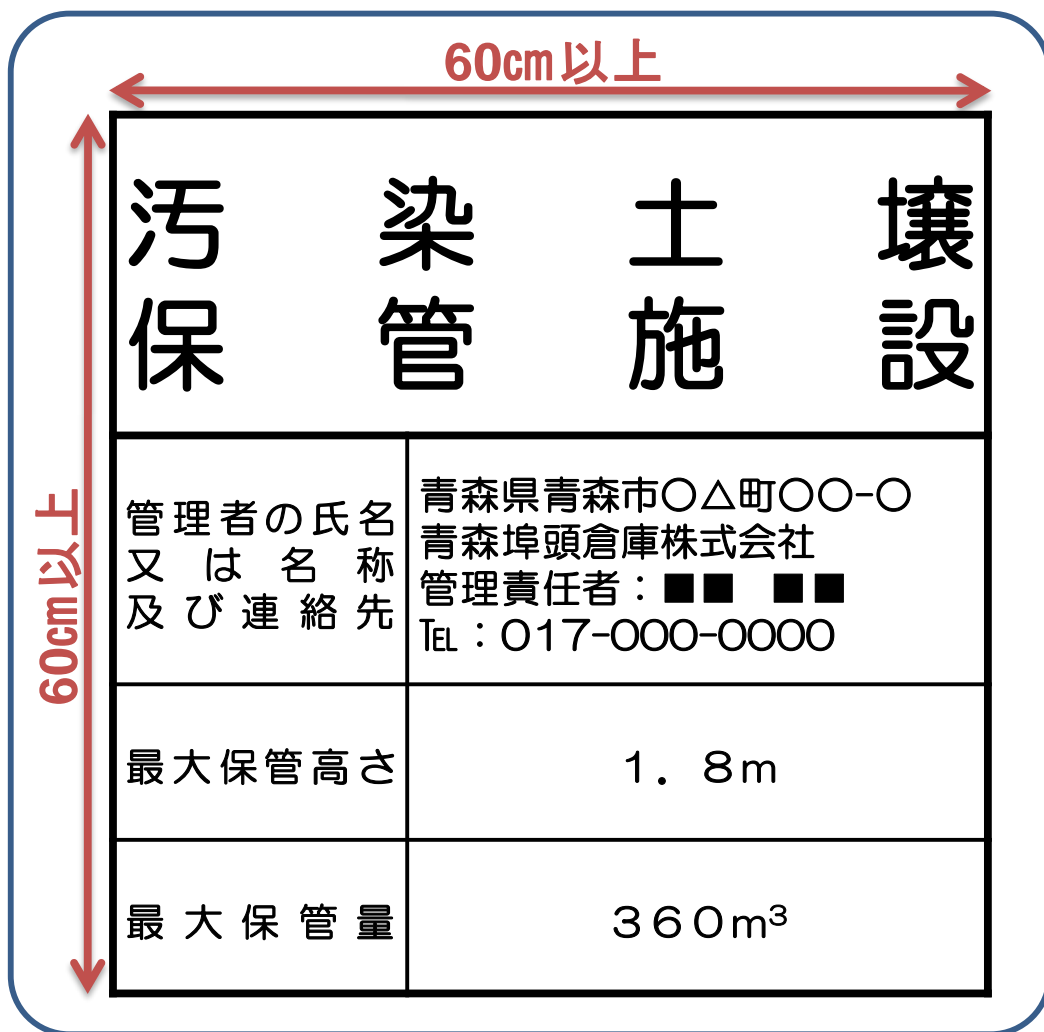 60㎝以上
60㎝以上
汚染土壌
保管施設
管理者の氏名
又は名称
及び連絡先
青森県青森市○△町○○-○
青森埠頭倉庫株式会社
管理責任者：■■　■■
℡：017-000-0000
最大保管高さ
１．８ｍ
最大保管量
３６０ｍ³